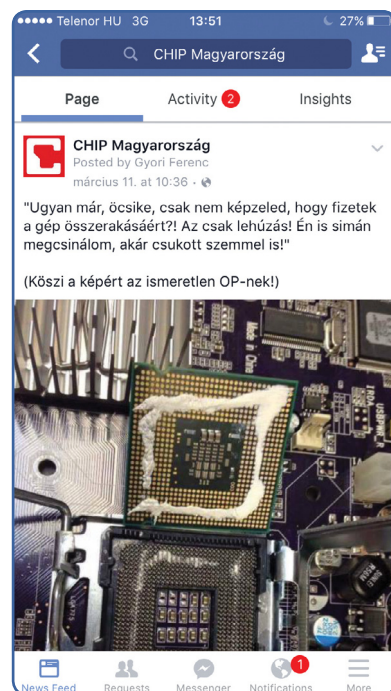 Telenor HU 3G 13:51 27%
CHIP Magyarország
Page Activity 2 Insights
CHIP Magyarország
Posted by Gyori Ferenc
március 11. at 10:36
"Ugyan már, öcsike, csak nem képzeled, hogy fizetek
a gép összerakásáért?! Az csak lehúzás! Én is simán
megcsinálom, akár csukott szemmel is!"
(Köszi a képért az ismeretlen OP-nek!)
1
News Feed Requests Messenger Notifications More